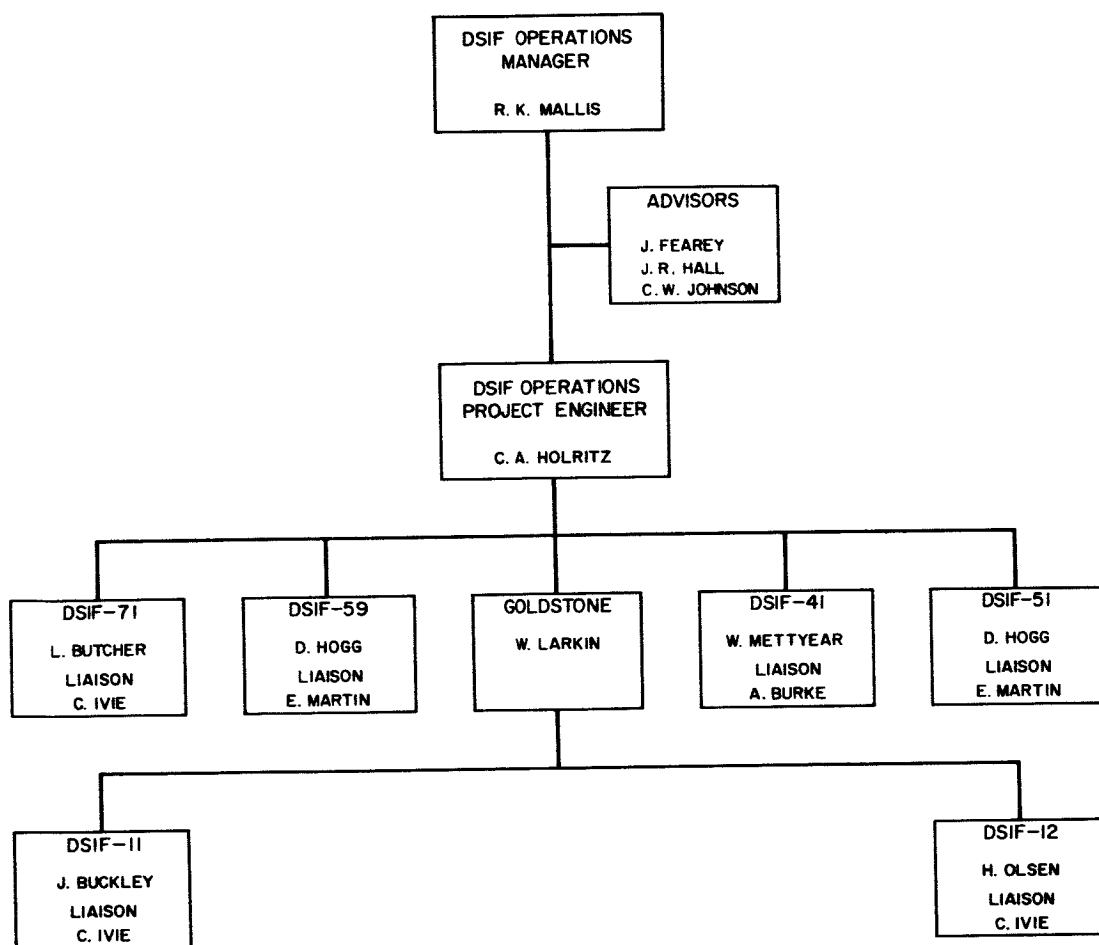 DSIF OPERATIONS
MANAGER
R. K. MALLIS
ADVISORS
J. FEAREY
J. R. HALL
C. W. JOHNSON
DSIF OPERATIONS
PROJECT ENGINEER
C. A. HOLRITZ
DSIF-71
L. BUTCHER
LIAISON
C. IVIE
DSIF-59
D. HOGG
LIAISON
E. MARTIN
GOLDSTONE
W. LARKIN
DSIF-41
W. METTYEAR
LIAISON
A. BURKE
DSIF-51
D. HOGG
LIAISON
E. MARTIN
DSIF-11
J. BUCKLEY
LIAISON
C. IVIE
DSIF-12
H. OLSEN
LIAISON
C. IVIE